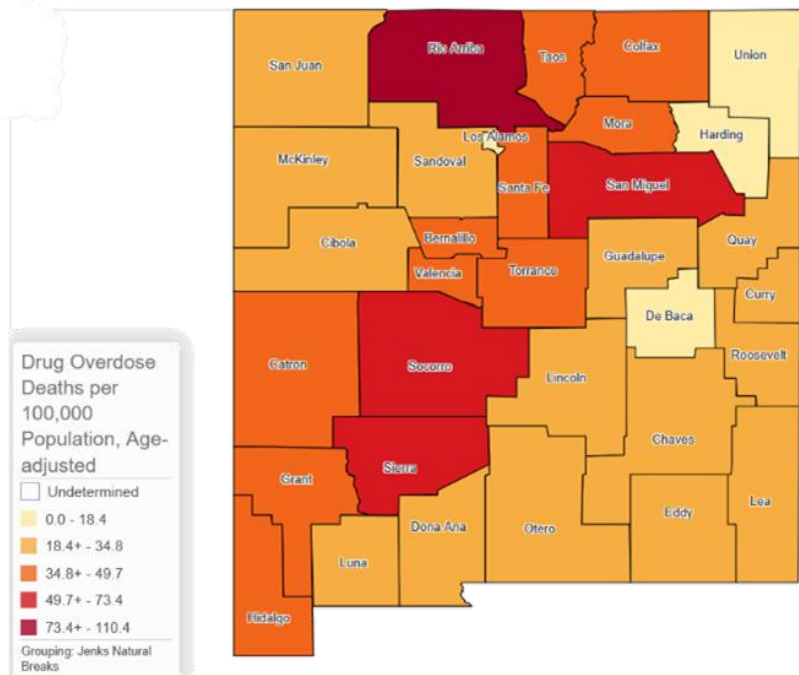 Rio Arriba
Taos
Colfax
Union
San Juan
Los Alamos
Mora
Harding
McKinley
Sandoval
Santa Fe
San Miguel
Cibola
Bernalillo
Guadalupe
Quay
Valencia
Torrance
Curry
De Baca
Catron
Socorro
Lincoln
Roosevelt
Chaves
Sierra
Grant
Lea
Eddy
Dona Ana
Otero
Luna
Hidalgo
Drug Overdose
Deaths per
100,000
Population, Age-
adjusted
Undetermined
0.0 - 18.4
18.4+ - 34.8
34.8+ - 49.7
49.7+ - 73.4
73.4+ - 110.4
Grouping: Jenks Natural
Breaks